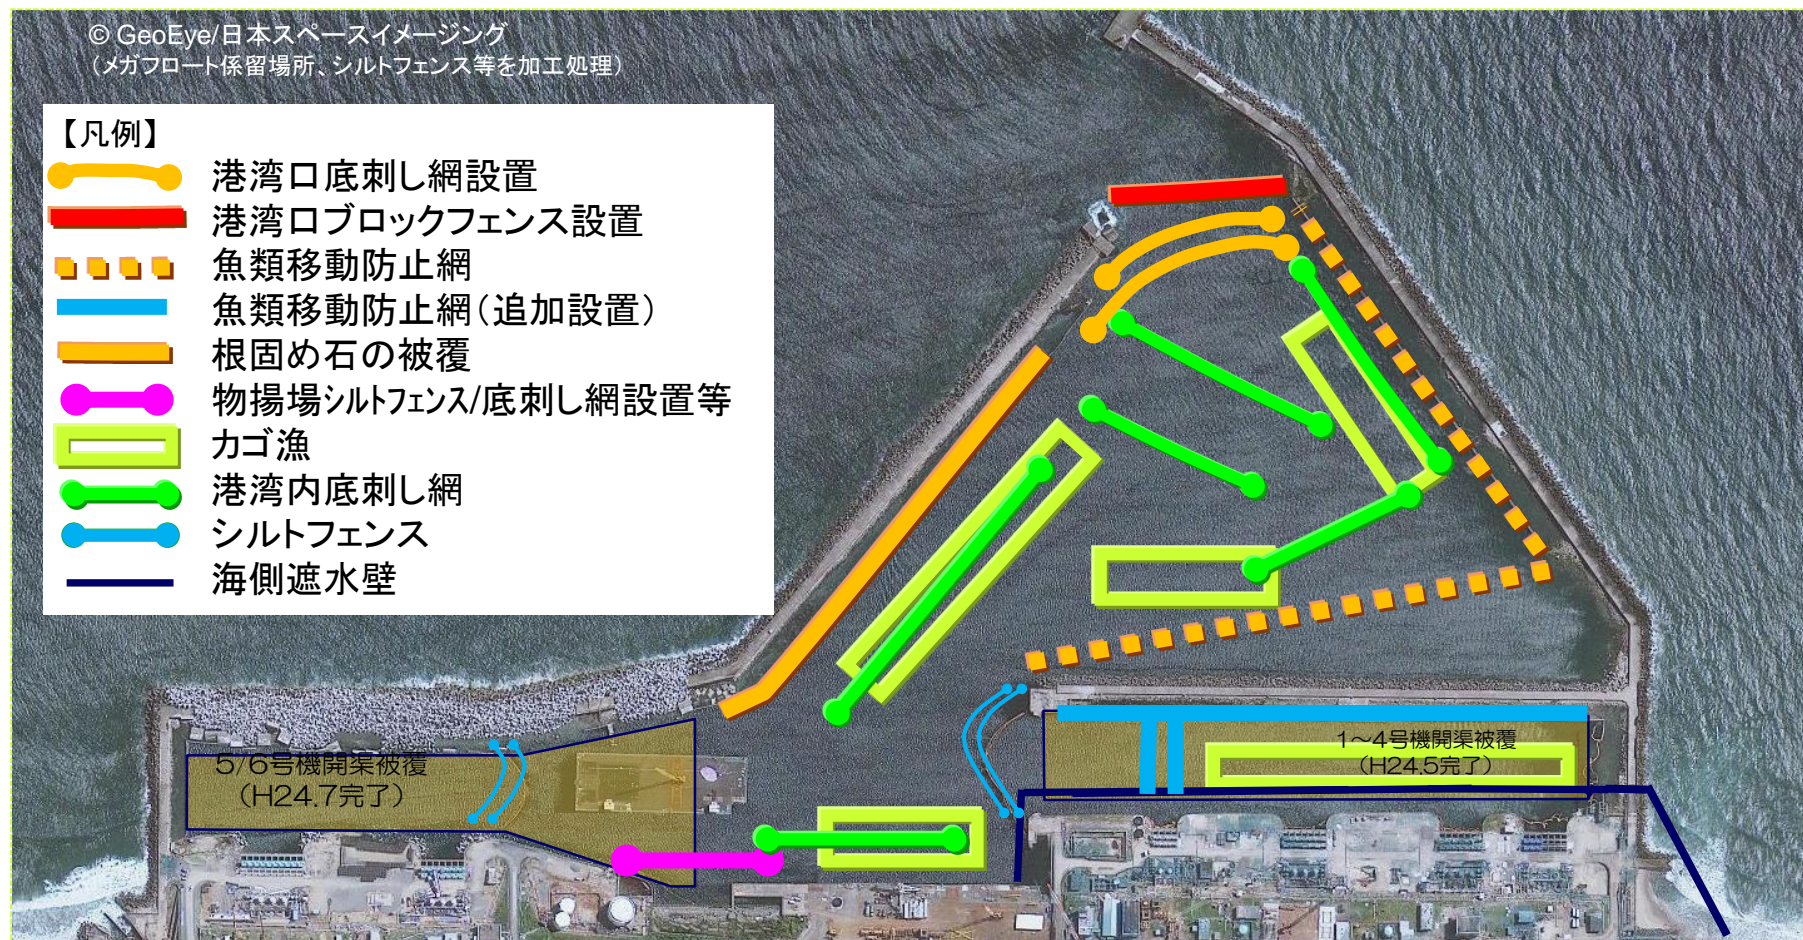 © GeoEye/日本スペースイメージング
（メガフロート係留場所、シルトフェンス等を加工処理）
【凡例】
港湾口底刺し網設置
港湾口ブロックフェンス設置
魚類移動防止網
魚類移動防止網（追加設置）
根固め石の被覆
物揚場シルトフェンス/底刺し網設置等
カゴ漁
港湾内底刺し網
シルトフェンス
海側遮水壁
1～4号機開渠被覆
（H24.5完了）
5/6号機開渠被覆
（H24.7完了）